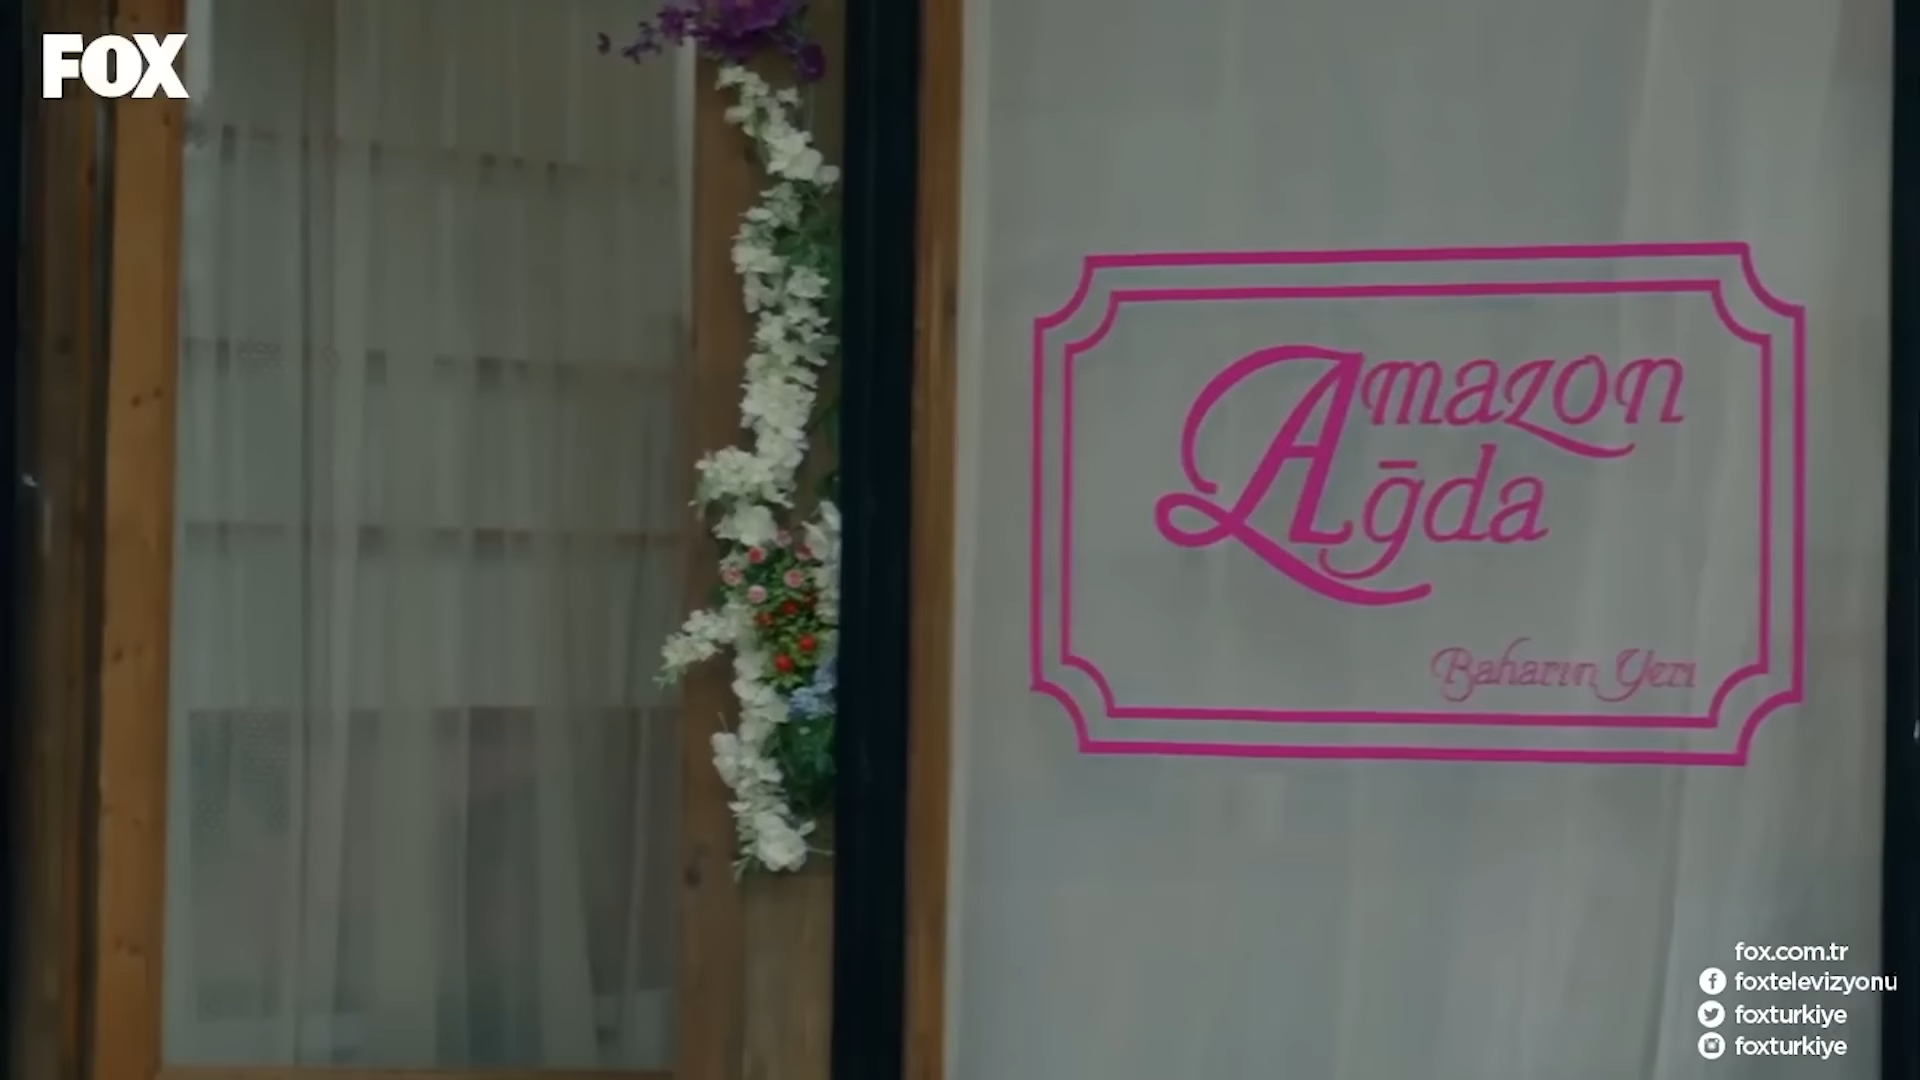 FOX
Amazon
Ağda
Baharın Yeri
fox.com.tr
foxtelevizyonu
foxturkiye
foxturkiye